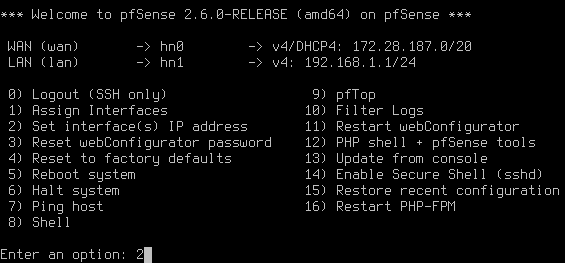 *** Welcome to pfSense 2.6.0-RELEASE (amd64) on pfSense ***
WAN (wan) -> hn0 -> v4/DHCP4: 172.28.187.0/20
LAN (lan) -> hn1 -> v4: 192.168.1.1/24
0) Logout (SSH only) 9) pfTop
1) Assign Interfaces 10) Filter Logs
2) Set interface(s) IP address 11) Restart webConfigurator
3) Reset webConfigurator password 12) PHP shell + pfSense tools
4) Reset to factory defaults 13) Update from console
5) Reboot system 14) Enable Secure Shell (sshd)
6) Halt system 15) Restore recent configuration
7) Ping host 16) Restart PHP-FPM
8) Shell
Enter an option: 2